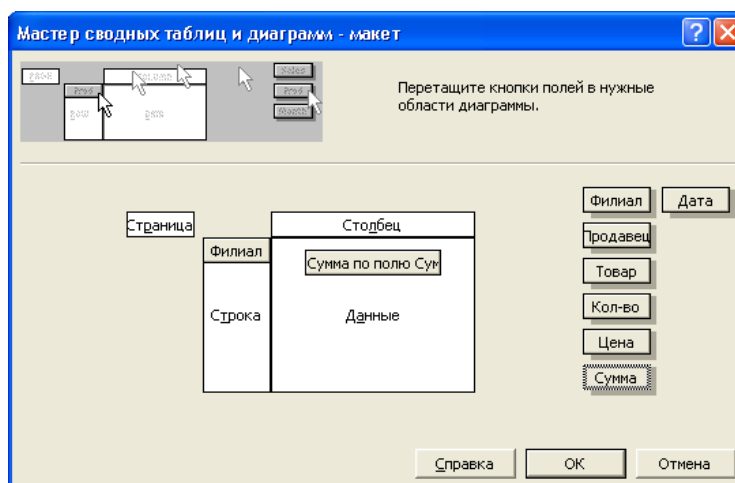 Мастер сводных таблиц и диаграмм - макет
Перетащите кнопки полей в нужные
области диаграммы.
Филиал Дата
Страница
Столбец
Филиал
Сумма по полю Сум
Строка
Данные
Продавец
Товар
Кол-во
Цена
Сумма
Справка
ОК
Отмена